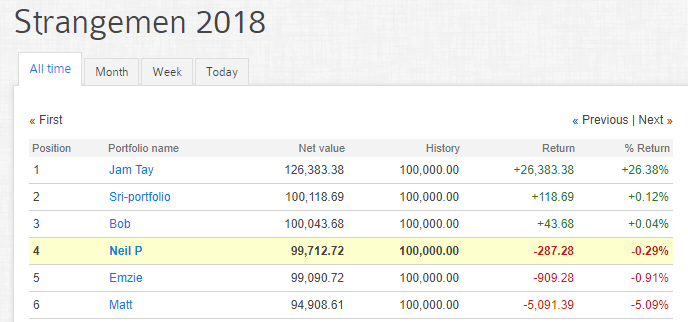 Strangemen 2018
All time Month Week Today
« First « Previous | Next »
Position Portfolio name Net value History Return % Return
1 Jam Tay 126,383.38 100,000.00 +26,383.38 +26.38%
2 Sri-portfolio 100,118.69 100,000.00 +118.69 +0.12%
3 Bob 100,043.68 100,000.00 +43.68 +0.04%
4 Neil P 99,712.72 100,000.00 -287.28 -0.29%
5 Emzie 99,090.72 100,000.00 -909.28 -0.91%
6 Matt 94,908.61 100,000.00 -5,091.39 -5.09%